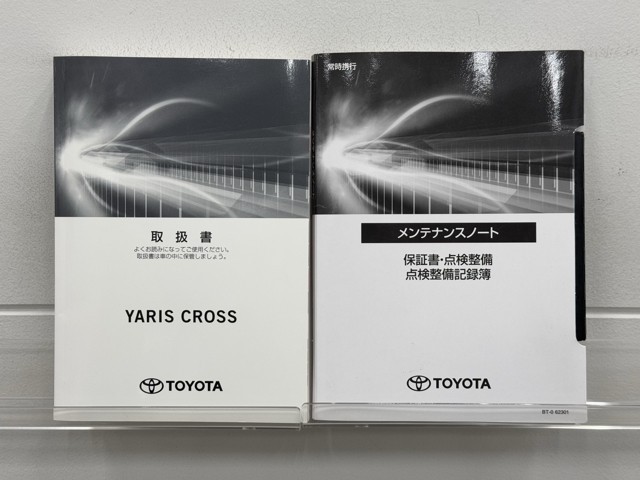 取扱書
よくお読みになってご使用ください。
取扱書は車の中に保管しましょう。
YARIS CROSS
TOYOTA
常時携行
メンテナンスノート
保証書・点検整備
点検整備記録簿
TOYOTA
BT-0 62301